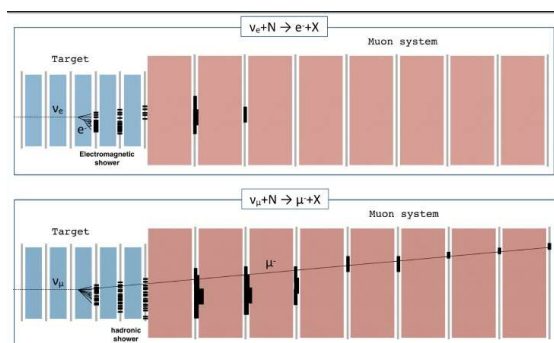 νe+N → e-+X
Muon system
Target
νe
e-
Electromagnetic
shower
νμ+N → μ-+X
Muon system
Target
μ-
νμ
hadronic
shower